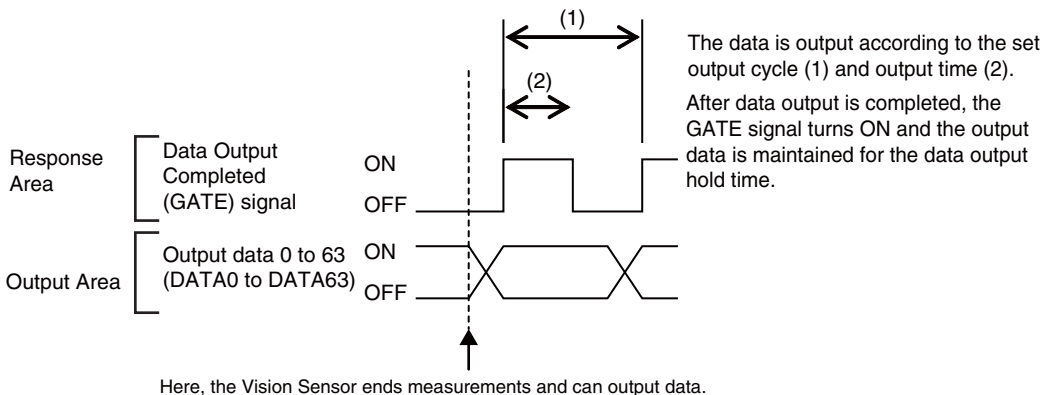 (1)
The data is output according to the set
output cycle (1) and output time (2).
(2)
After data output is completed, the
GATE signal turns ON and the output
data is maintained for the data output
hold time.
Response
Area
Data Output
Completed
(GATE) signal
ON
OFF
Output Area
Output data 0 to 63
(DATA0 to DATA63)
ON
OFF
Here, the Vision Sensor ends measurements and can output data.